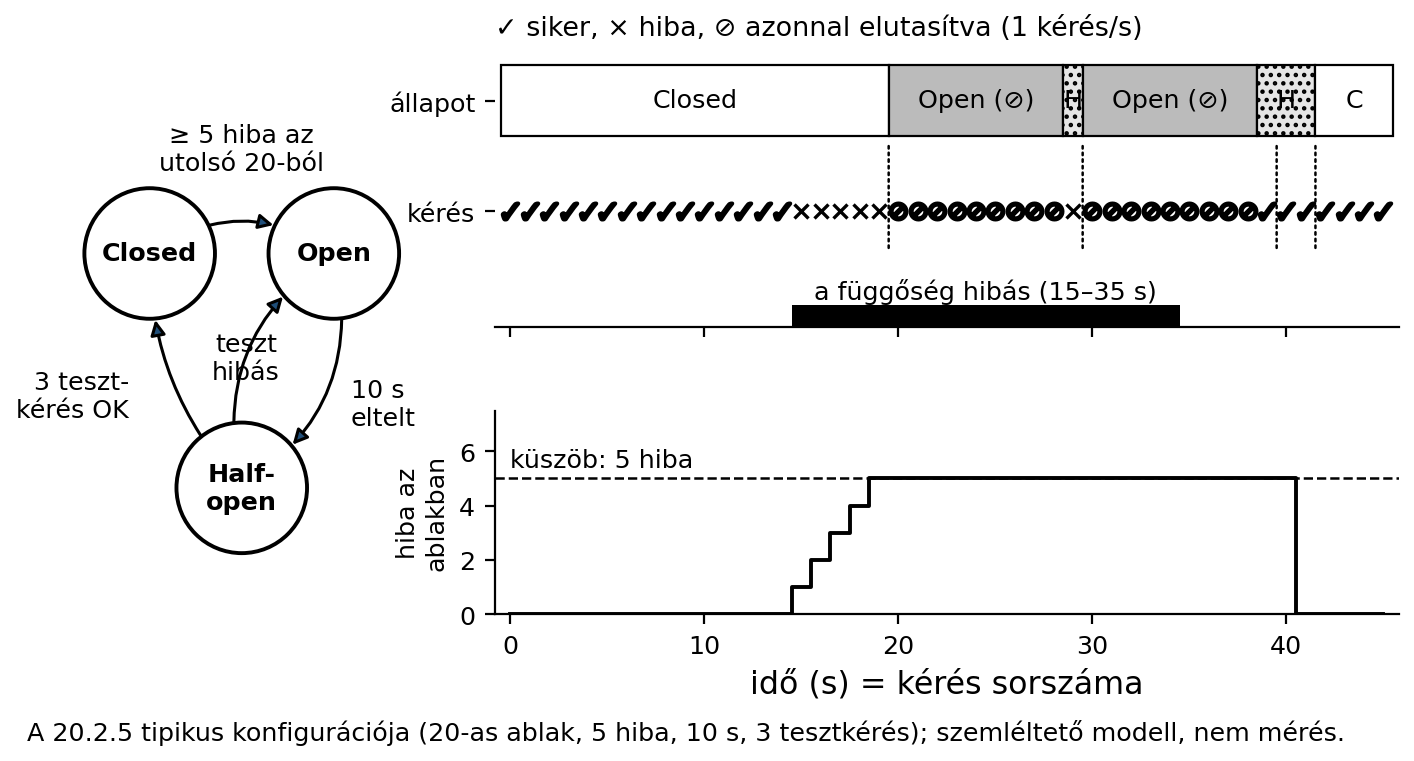 ✓ siker, × hiba, ⊘ azonnal elutasítva (1 kérés/s)
állapot
Closed
Open (⊘)
H
Open (⊘)
H
C
≥ 5 hiba az
utolsó 20-ból
kérés
Closed
Open
a függőség hibás (15–35 s)
teszt
hibás
3 teszt-
kérés OK
10 s
eltelt
Half-
open
hiba az
ablakban
küszöb: 5 hiba
6
4
2
0
0 10 20 30 40
idő (s) = kérés sorszáma
A 20.2.5 tipikus konfigurációja (20-as ablak, 5 hiba, 10 s, 3 tesztkérés); szemléltető modell, nem mérés.